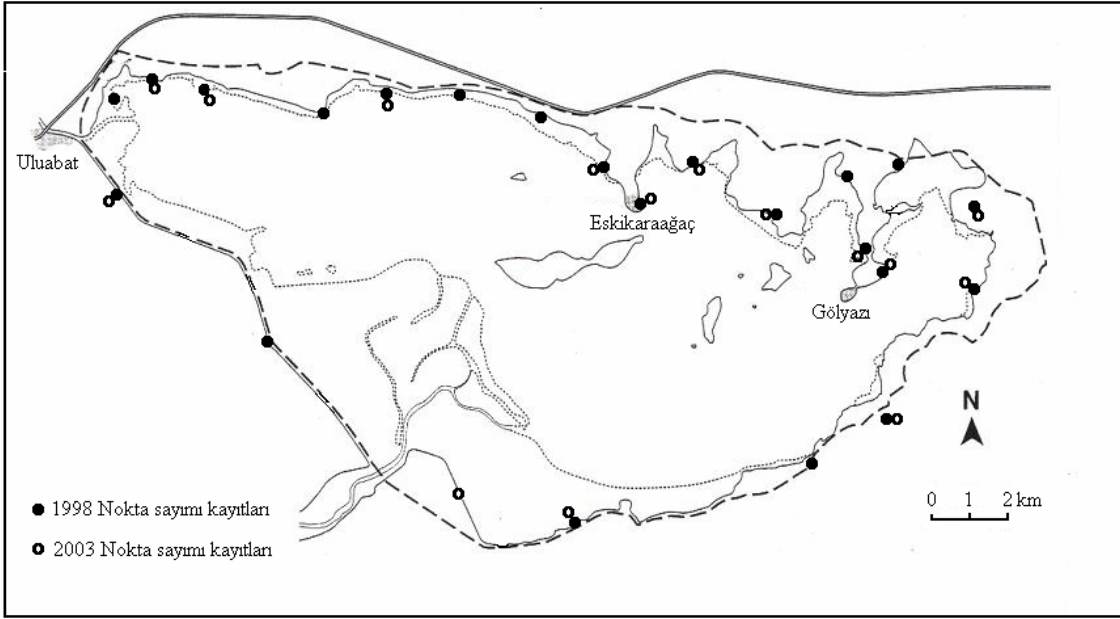 Uluabat
Eskikaraağaç
Gölyazı
N
0 1 2 km
1998 Nokta sayımı kayıtları
2003 Nokta sayımı kayıtları